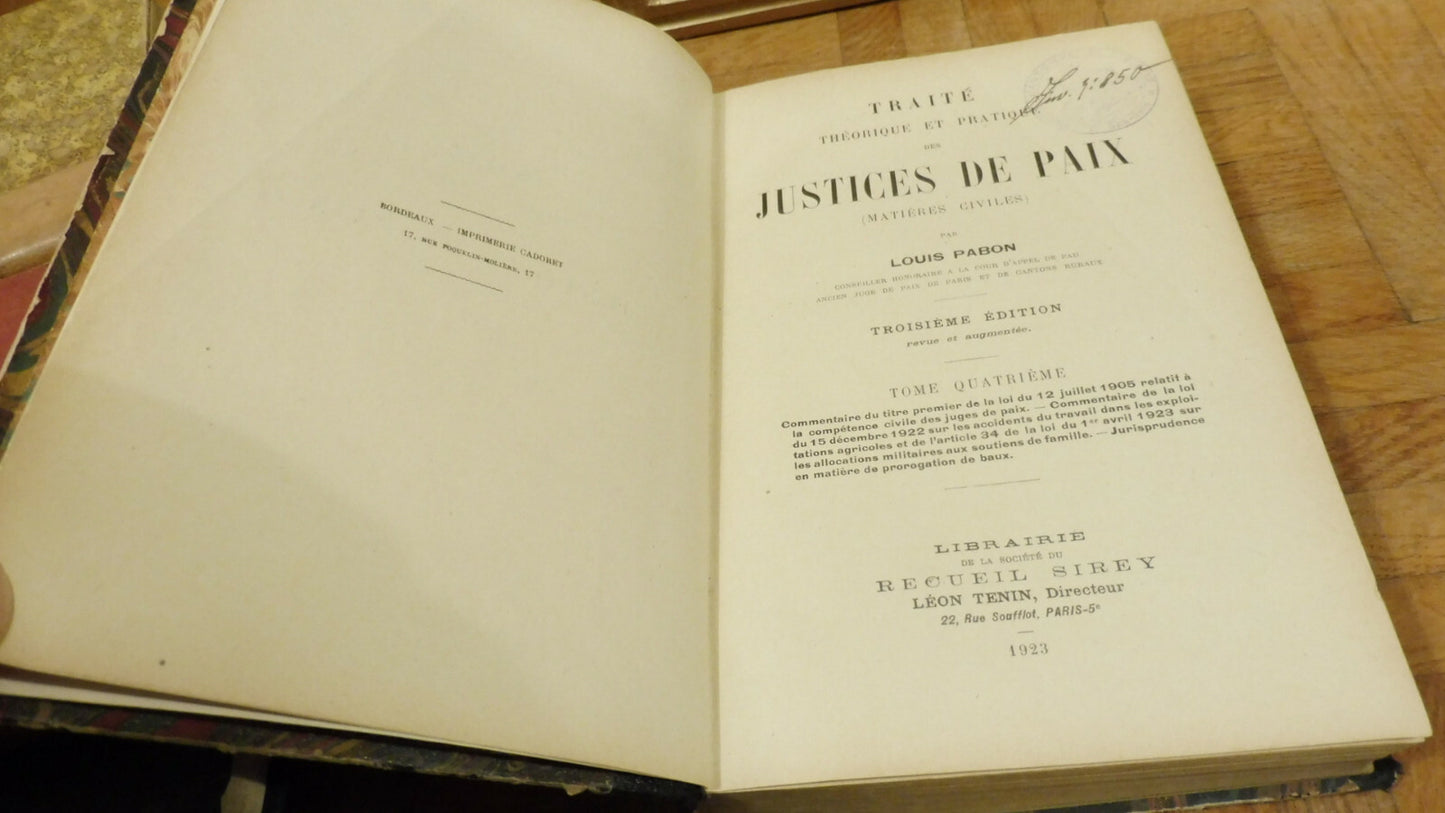 BORDEAUX. — IMPRIMERIE CADORET
17, RUE POQUELIN-MOLIÈRE, 17
Inv. 9:850
TRAITÉ
THÉORIQUE ET PRATIQUE
DES
JUSTICES DE PAIX
(MATIÈRES CIVILES)
PAR
LOUIS PABON
CONSEILLER HONORAIRE A LA COUR D'APPEL DE PAU
ANCIEN JUGE DE PAIX DE PARIS ET DE CANTONS RURAUX
TROISIÈME ÉDITION
revue et augmentée.
TOME QUATRIÈME
Commentaire du titre premier de la loi du 12 juillet 1905 relatif à
la compétence civile des juges de paix. — Commentaire de la loi
du 15 décembre 1922 sur les accidents du travail dans les exploi-
tations agricoles et de l'article 34 de la loi du 1er avril 1923 sur
les allocations militaires aux soutiens de famille. — Jurisprudence
en matière de prorogation de baux.
LIBRAIRIE
DE LA SOCIÉTÉ DU
RECUEIL SIREY
LÉON TENIN, Directeur
22, Rue Soufflot, PARIS-5e
1923